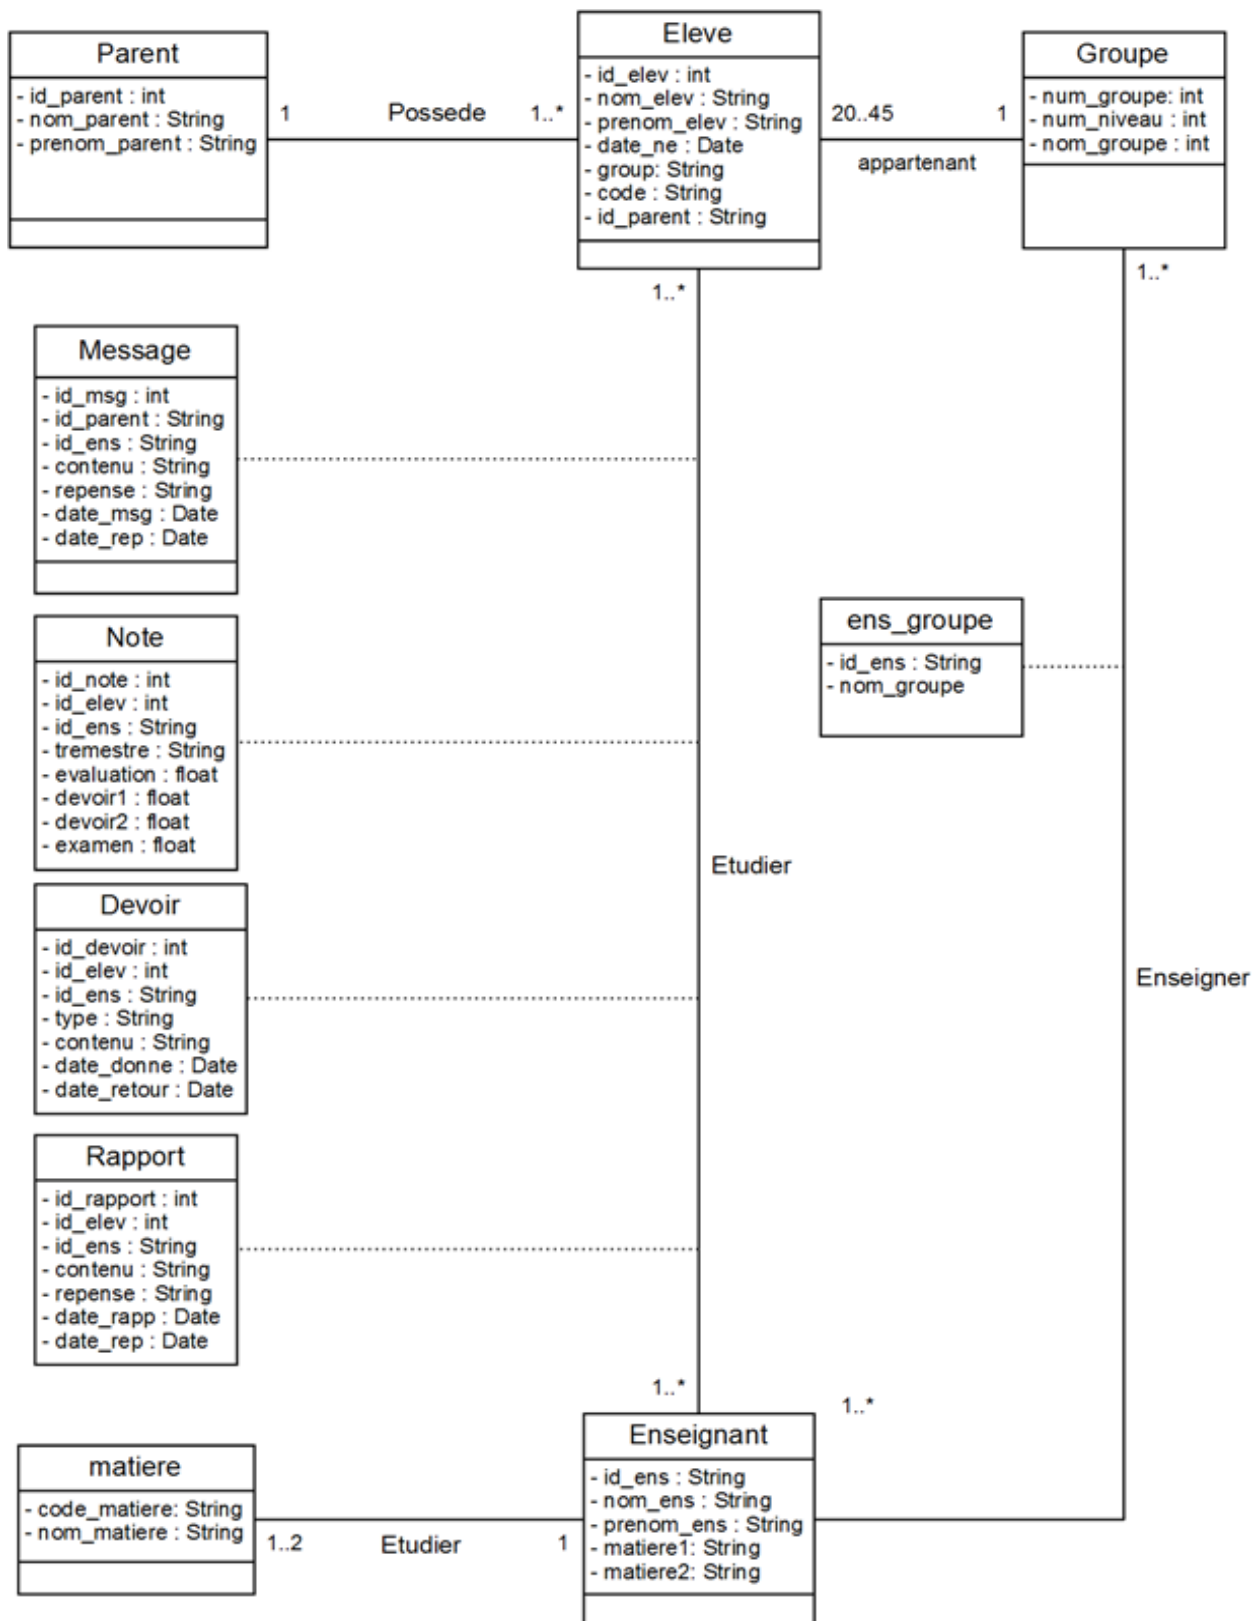 Parent
- id_parent : int
- nom_parent : String
- prenom_parent : String
1
Possede
1..*
Eleve
- id_elev : int
- nom_elev : String
- prenom_elev : String
- date_ne : Date
- group: String
- code : String
- id_parent : String
20..45
1
appartenant
Groupe
- num_groupe: int
- num_niveau : int
- nom_groupe : int
1..*
1..*
Message
- id_msg : int
- id_parent : String
- id_ens : String
- contenu : String
- repense : String
- date_msg : Date
- date_rep : Date
Note
- id_note : int
- id_elev : int
- id_ens : String
- tremestre : String
- evaluation : float
- devoir1 : float
- devoir2 : float
- examen : float
ens_groupe
- id_ens : String
- nom_groupe
Etudier
Devoir
- id_devoir : int
- id_elev : int
- id_ens : String
- type : String
- contenu : String
- date_donne : Date
- date_retour : Date
Enseigner
Rapport
- id_rapport : int
- id_elev : int
- id_ens : String
- contenu : String
- repense : String
- date_rapp : Date
- date_rep : Date
1..*
1..*
matiere
- code_matiere: String
- nom_matiere : String
1..2
Etudier
1
Enseignant
- id_ens : String
- nom_ens : String
- prenom_ens : String
- matiere1: String
- matiere2: String